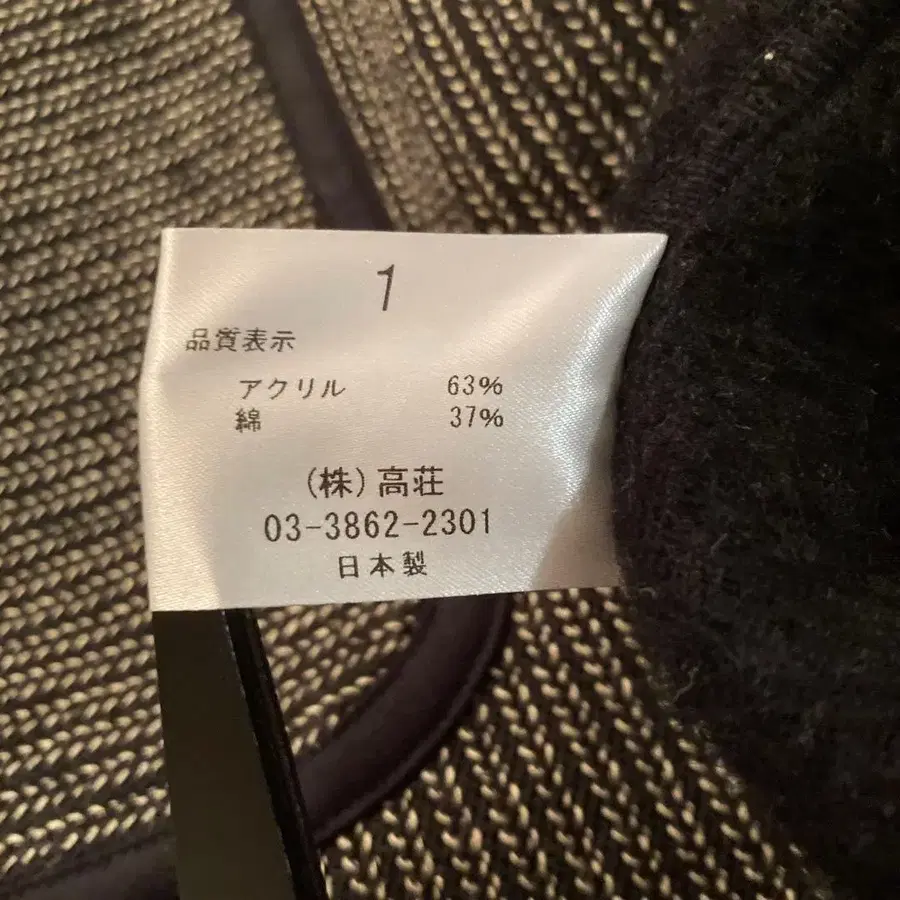 1
品質表示
アクリル 63%
綿 37%
(株)高荘
03-3862-2301
日本製